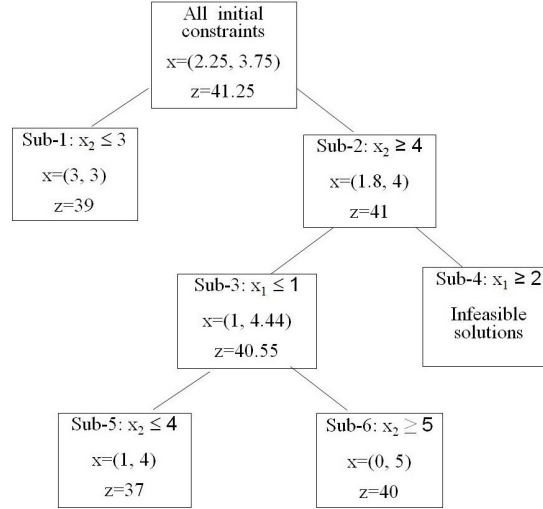 All initial
constraints
x=(2.25, 3.75)
z=41.25
Sub-1: x₂ ≤ 3
x=(3, 3)
z=39
Sub-2: x₂ ≥ 4
x=(1.8, 4)
z=41
Sub-3: x₁ ≤ 1
x=(1, 4.44)
z=40.55
Sub-4: x₁ ≥ 2
Infeasible
solutions
Sub-5: x₂ ≤ 4
x=(1, 4)
z=37
Sub-6: x₂ ≥ 5
x=(0, 5)
z=40